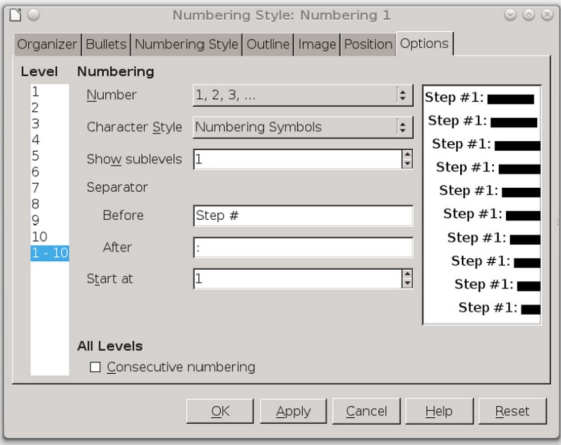 Numbering Style: Numbering 1
Organizer Bullets Numbering Style Outline Image Position Options
Level
1
2
3
4
5
6
7
8
9
10
1 - 10
Numbering
Number 1, 2, 3, ...
Character Style Numbering Symbols
Show sublevels 1
Separator
Before Step #
After :
Start at 1
All Levels
Consecutive numbering
Step #1:
Step #1:
Step #1:
Step #1:
Step #1:
Step #1:
Step #1:
Step #1:
Step #1:
Step #1:
OK Apply Cancel Help Reset